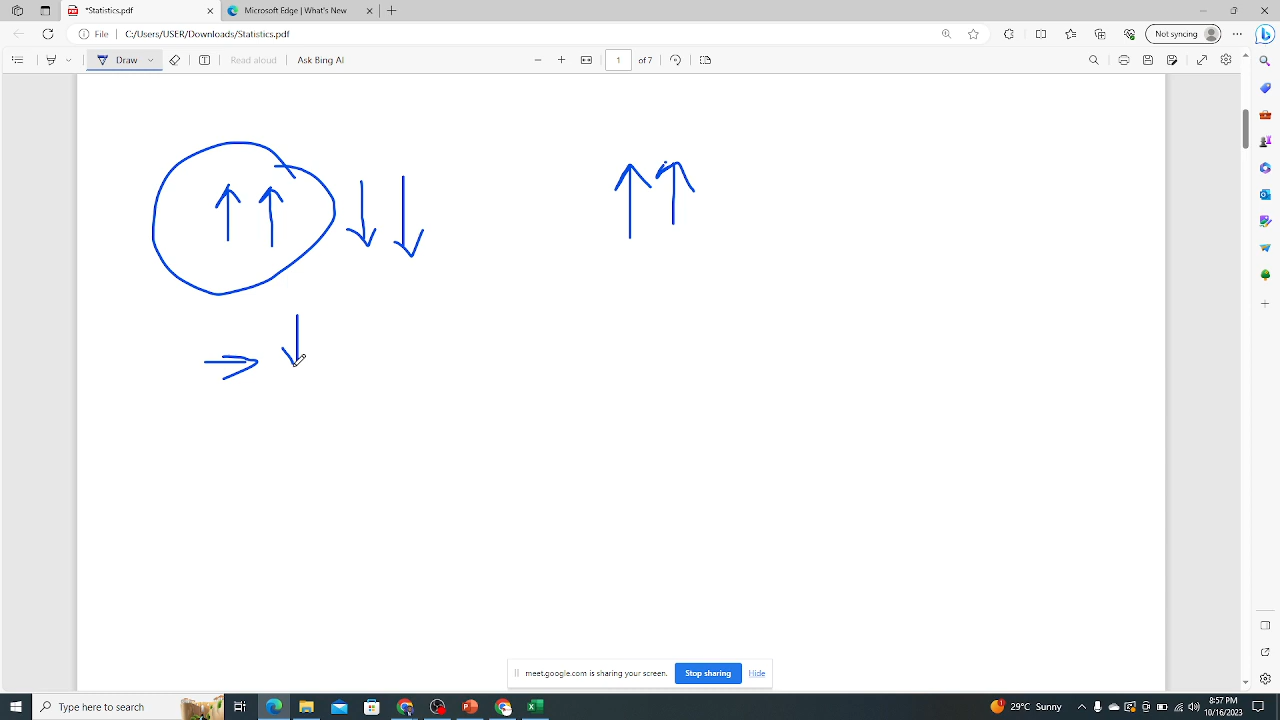 *Statistics.pdf
Microsoft Edge | What's New
File
C:/Users/USER/Downloads/Statistics.pdf
Not syncing
Draw
Read aloud
Ask Bing AI
1 of 7
meet.google.com is sharing your screen.
Stop sharing
Hide
Type here to search
29°C Sunny
8:57 PM
10/16/2023